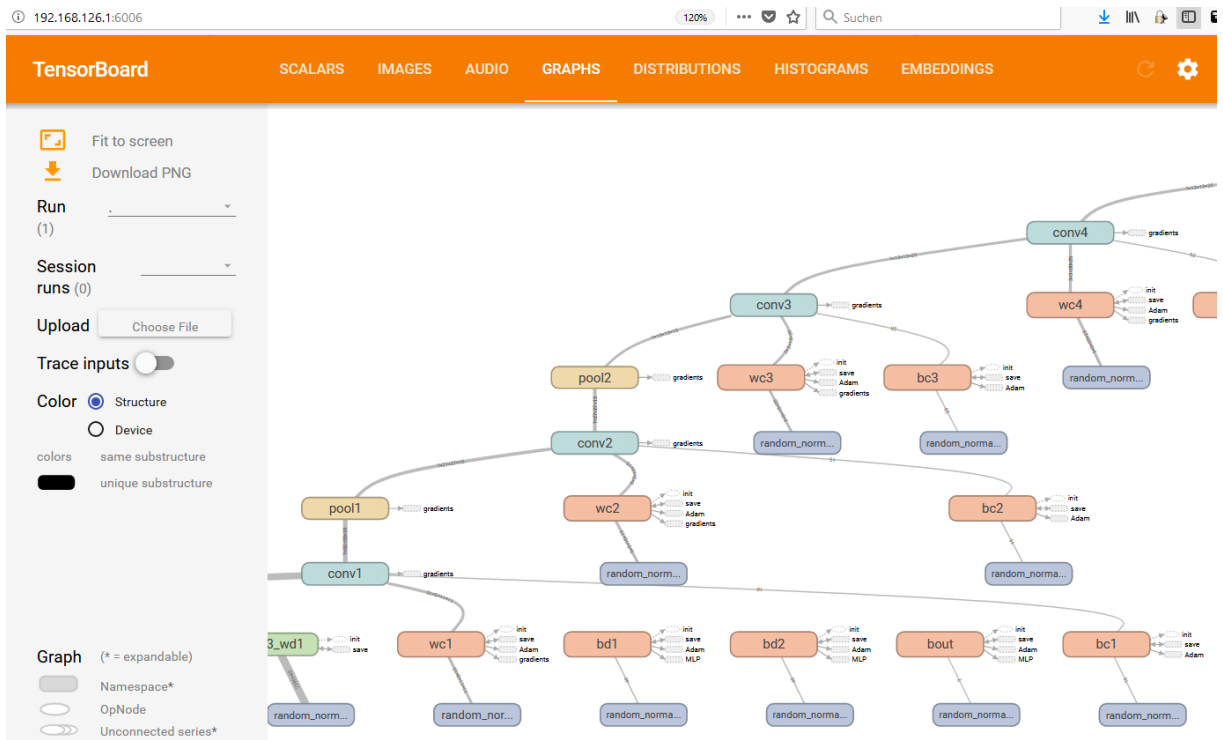 192.168.126.1:6006
120%
Suchen
TensorBoard
SCALARS
IMAGES
AUDIO
GRAPHS
DISTRIBUTIONS
HISTOGRAMS
EMBEDDINGS
Fit to screen
Download PNG
Run
.
(1)
Session
runs (0)
Upload
Choose File
Trace inputs
Color
Structure
Device
colors
same substructure
unique substructure
Graph
(* = expandable)
Namespace*
OpNode
Unconnected series*
conv4
gradients
wc4
init
save
Adam
gradients
random_norm...
conv3
gradients
wc3
init
save
Adam
gradients
random_norm...
bc3
init
save
Adam
random_norma...
pool2
gradients
conv2
gradients
wc2
init
save
Adam
gradients
random_norm...
bc2
init
save
Adam
random_norma...
pool1
gradients
conv1
gradients
3_wd1
init
save
random_norm...
wc1
init
save
Adam
gradients
random_nor...
bd1
init
save
Adam
MLP
random_norma...
bd2
init
save
Adam
MLP
random_norma...
bout
init
save
Adam
MLP
random_norma...
bc1
init
save
Adam
random_norma...